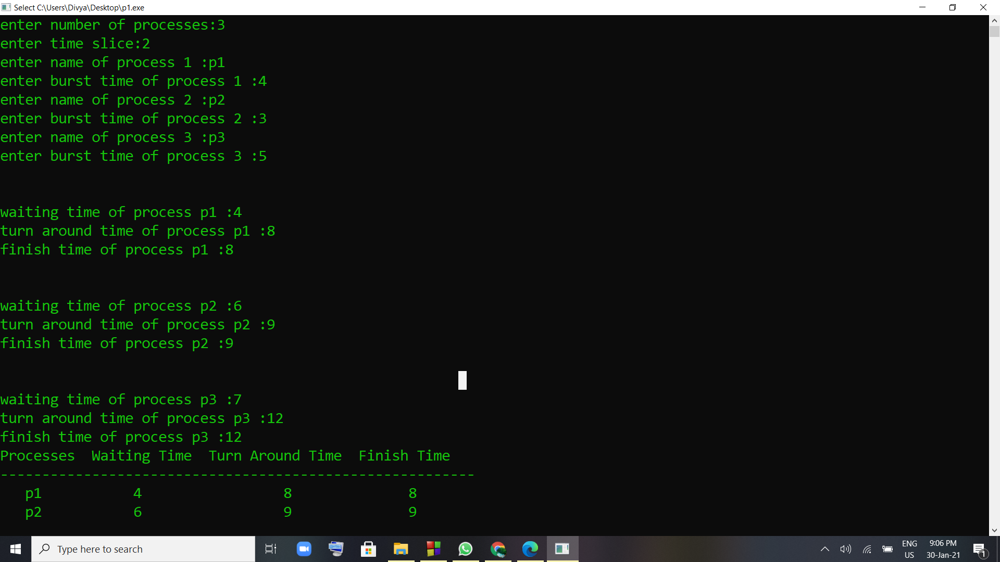 Select C:\Users\Divya\Desktop\p1.exe
enter number of processes:3
enter time slice:2
enter name of process 1 :p1
enter burst time of process 1 :4
enter name of process 2 :p2
enter burst time of process 2 :3
enter name of process 3 :p3
enter burst time of process 3 :5
waiting time of process p1 :4
turn around time of process p1 :8
finish time of process p1 :8
waiting time of process p2 :6
turn around time of process p2 :9
finish time of process p2 :9
waiting time of process p3 :7
turn around time of process p3 :12
finish time of process p3 :12
Processes  Waiting Time  Turn Around Time  Finish Time
---------------------------------------------------------
p1 4 8 8
p2 6 9 9
Type here to search
ENG
US
9:06 PM
30-Jan-21
1